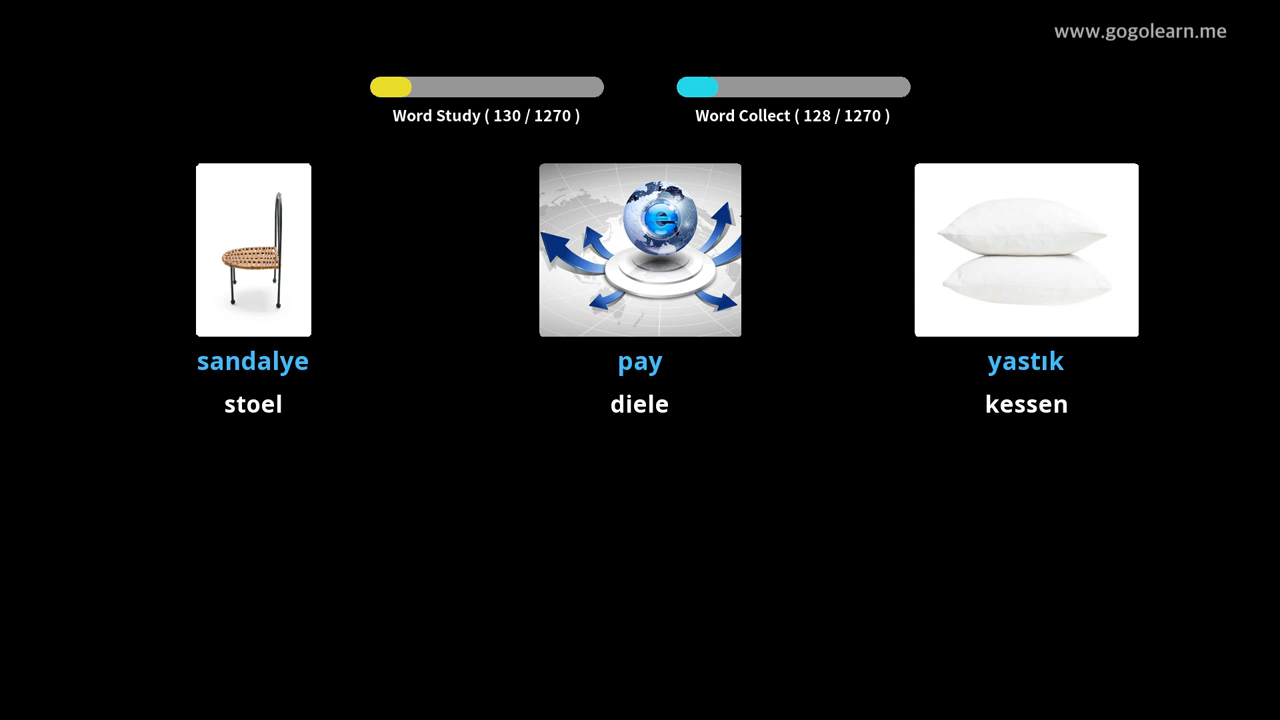 www.gogolearn.me
Word Study ( 130 / 1270 )
Word Collect ( 128 / 1270 )
e
sandalye
pay
yastık
stoel
diele
kessen